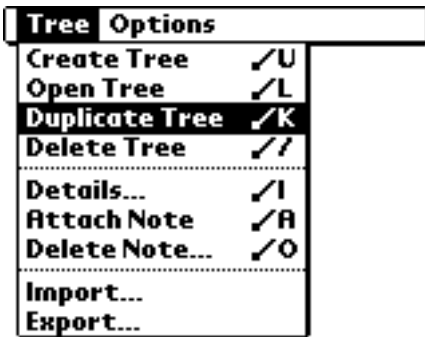 Tree Options
Create Tree ⟋U
Open Tree ⟋L
Duplicate Tree ⟋K
Delete Tree ⟋/
Details... ⟋I
Attach Note ⟋A
Delete Note... ⟋O
Import...
Export...